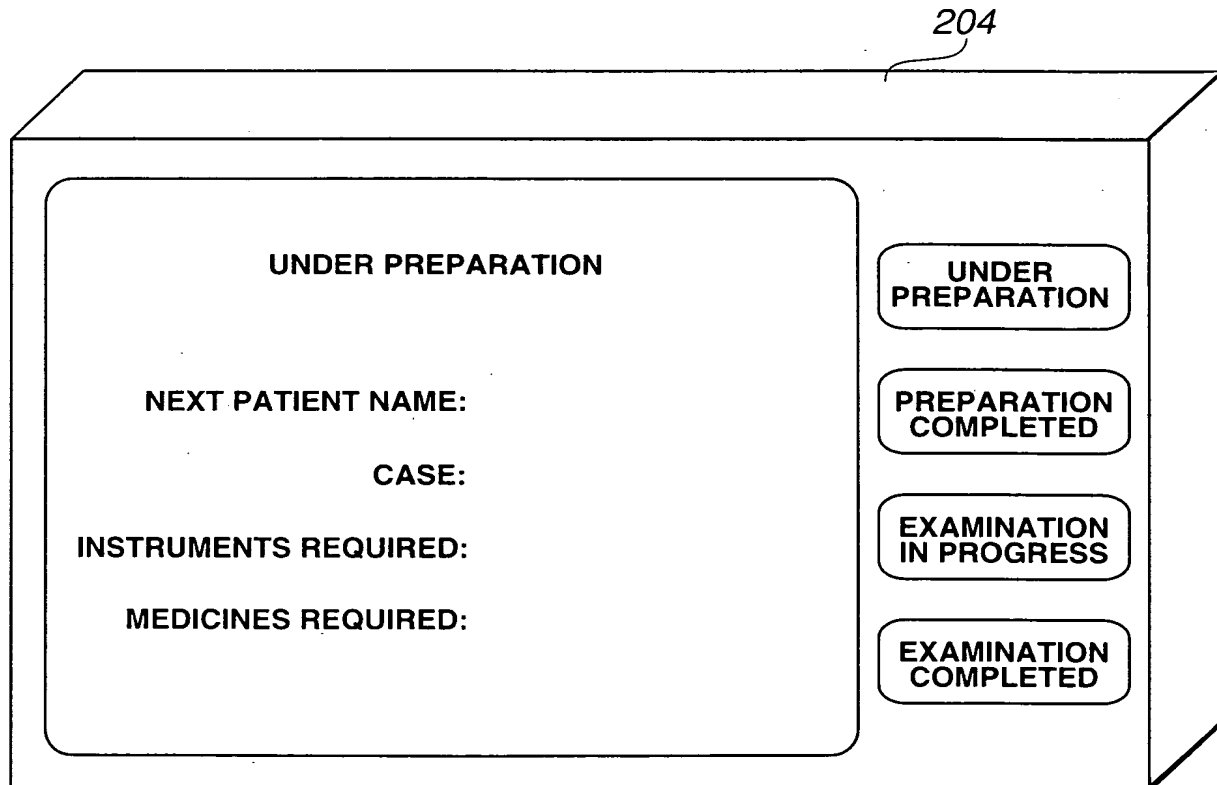 204
UNDER PREPARATION
NEXT PATIENT NAME:
CASE:
INSTRUMENTS REQUIRED:
MEDICINES REQUIRED:
UNDER
PREPARATION
PREPARATION
COMPLETED
EXAMINATION
IN PROGRESS
EXAMINATION
COMPLETED